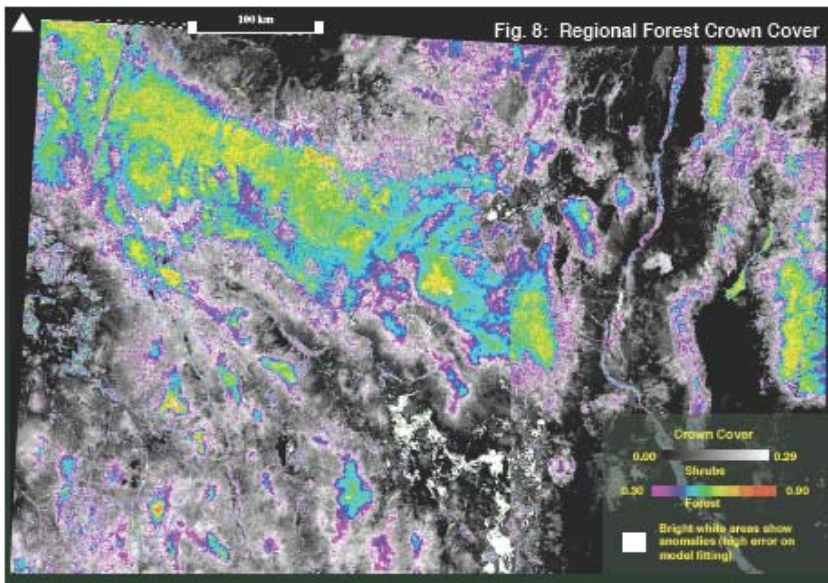 100 km
Fig. 8: Regional Forest Crown Cover
Crown Cover
0.00 0.29
Shrubs
0.30 0.90
Forest
Bright white areas show
anomalies (high error on
model fitting)